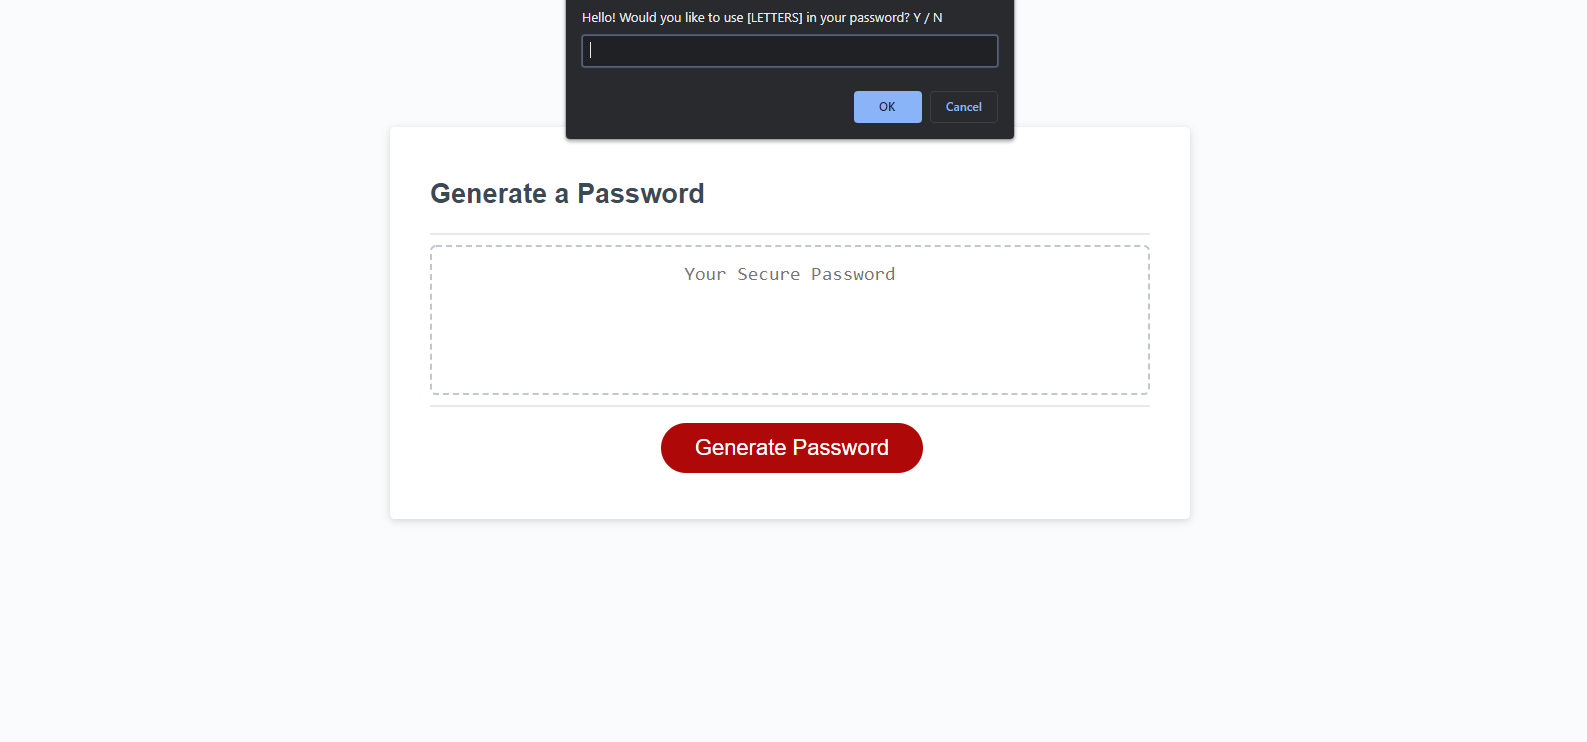 Hello! Would you like to use [LETTERS] in your password? Y / N
OK Cancel
Generate a Password
Your Secure Password
Generate Password